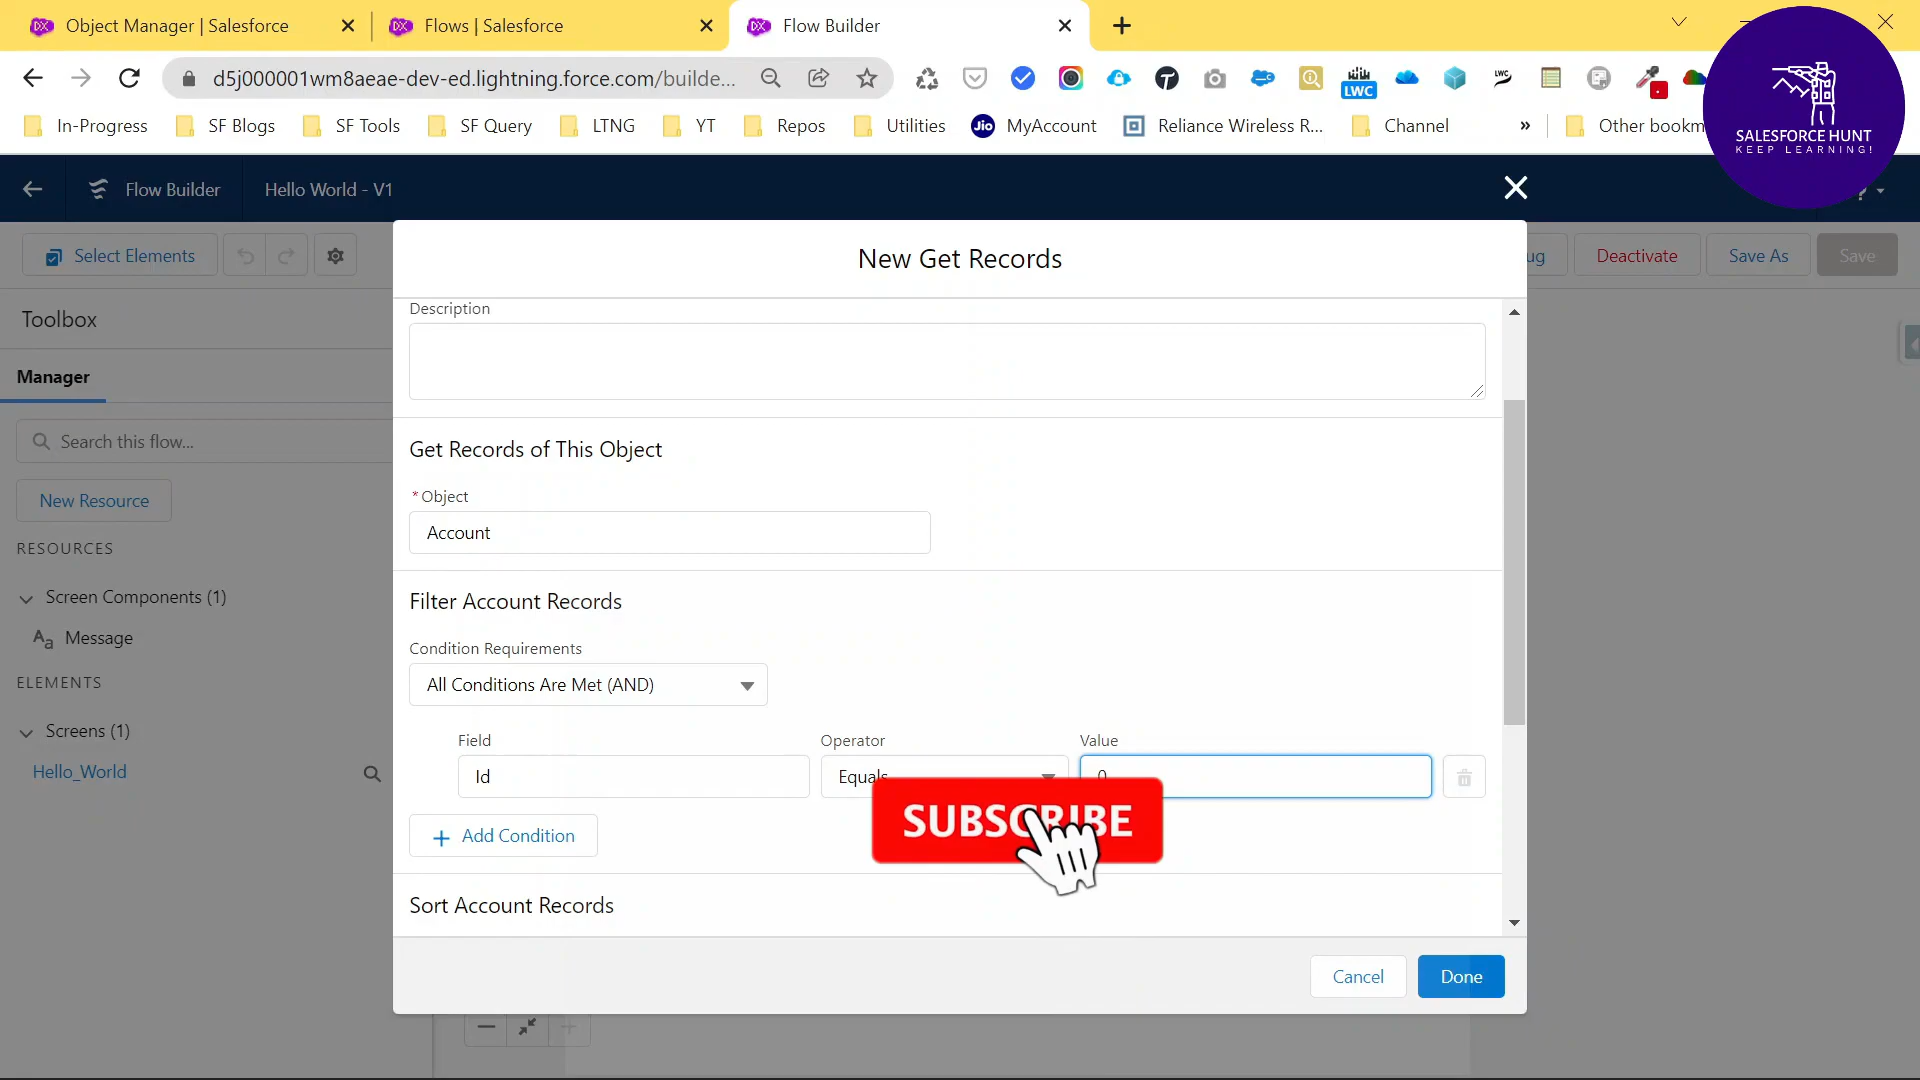 Object Manager | Salesforce
Flows | Salesforce
Flow Builder
d5j000001wm8aeae-dev-ed.lightning.force.com/builde...
LWC
LWC
In-Progress
SF Blogs
SF Tools
SF Query
LTNG
YT
Repos
Utilities
Jio
MyAccount
Reliance Wireless R...
Channel
»
Other bookm
SALESFORCE HUNT
KEEP LEARNING!
Flow Builder
Hello World - V1
?
Select Elements
ug
Deactivate
Save As
Save
New Get Records
Toolbox
Manager
Search this flow...
New Resource
RESOURCES
Screen Components (1)
Aa Message
ELEMENTS
Screens (1)
Hello_World
Description
Get Records of This Object
*Object
Account
Filter Account Records
Condition Requirements
All Conditions Are Met (AND)
Field
Operator
Value
Id
Equals
0
SUBSCRIBE
+ Add Condition
Sort Account Records
Cancel
Done